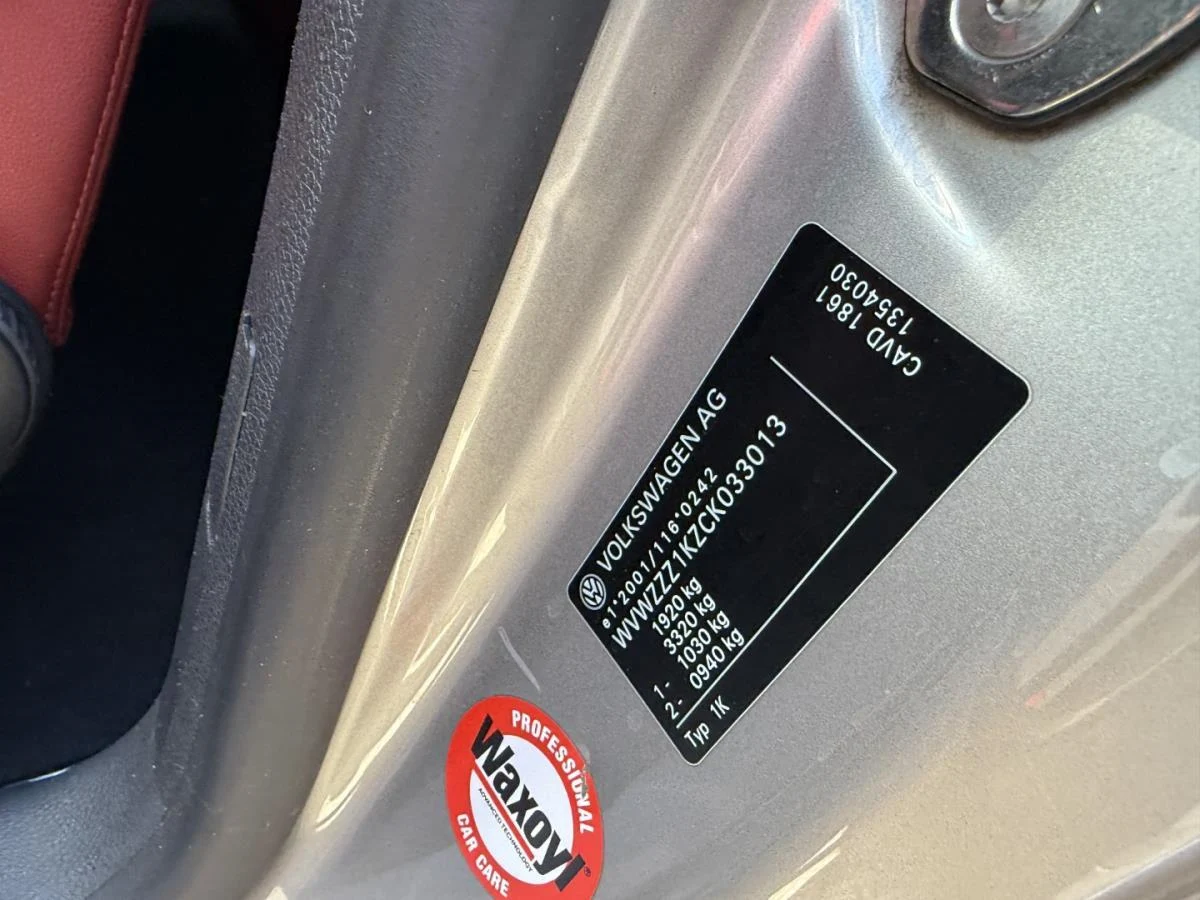 VOLKSWAGEN AG
e1*2001/116*0242
WVWZZZ1KZCK033013
1920 kg
3320 kg
1- 1030 kg
2- 0940 kg
Typ 1K
CAVD 1861
1354030
PROFESSIONAL
Waxoyl®
ADVANCED TECHNOLOGY
CAR CARE